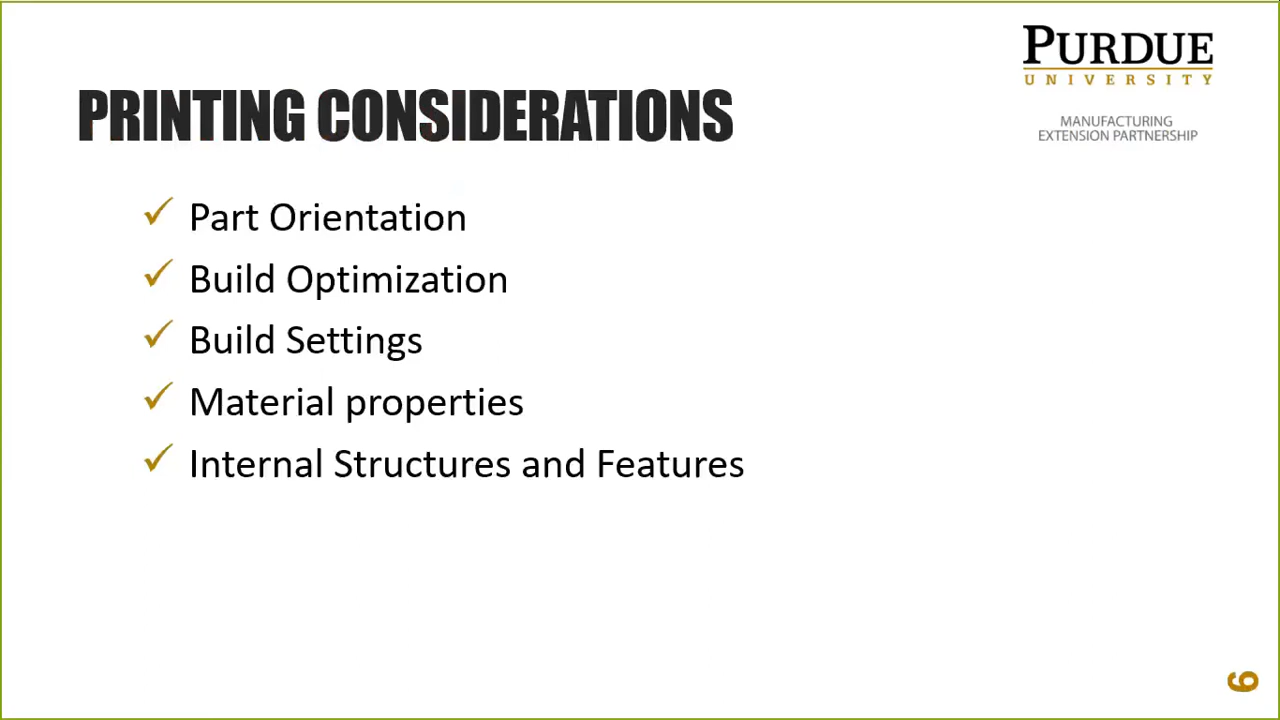 PURDUE
UNIVERSITY
MANUFACTURING
EXTENSION PARTNERSHIP
PRINTING CONSIDERATIONS
✓ Part Orientation
✓ Build Optimization
✓ Build Settings
✓ Material properties
✓ Internal Structures and Features
6